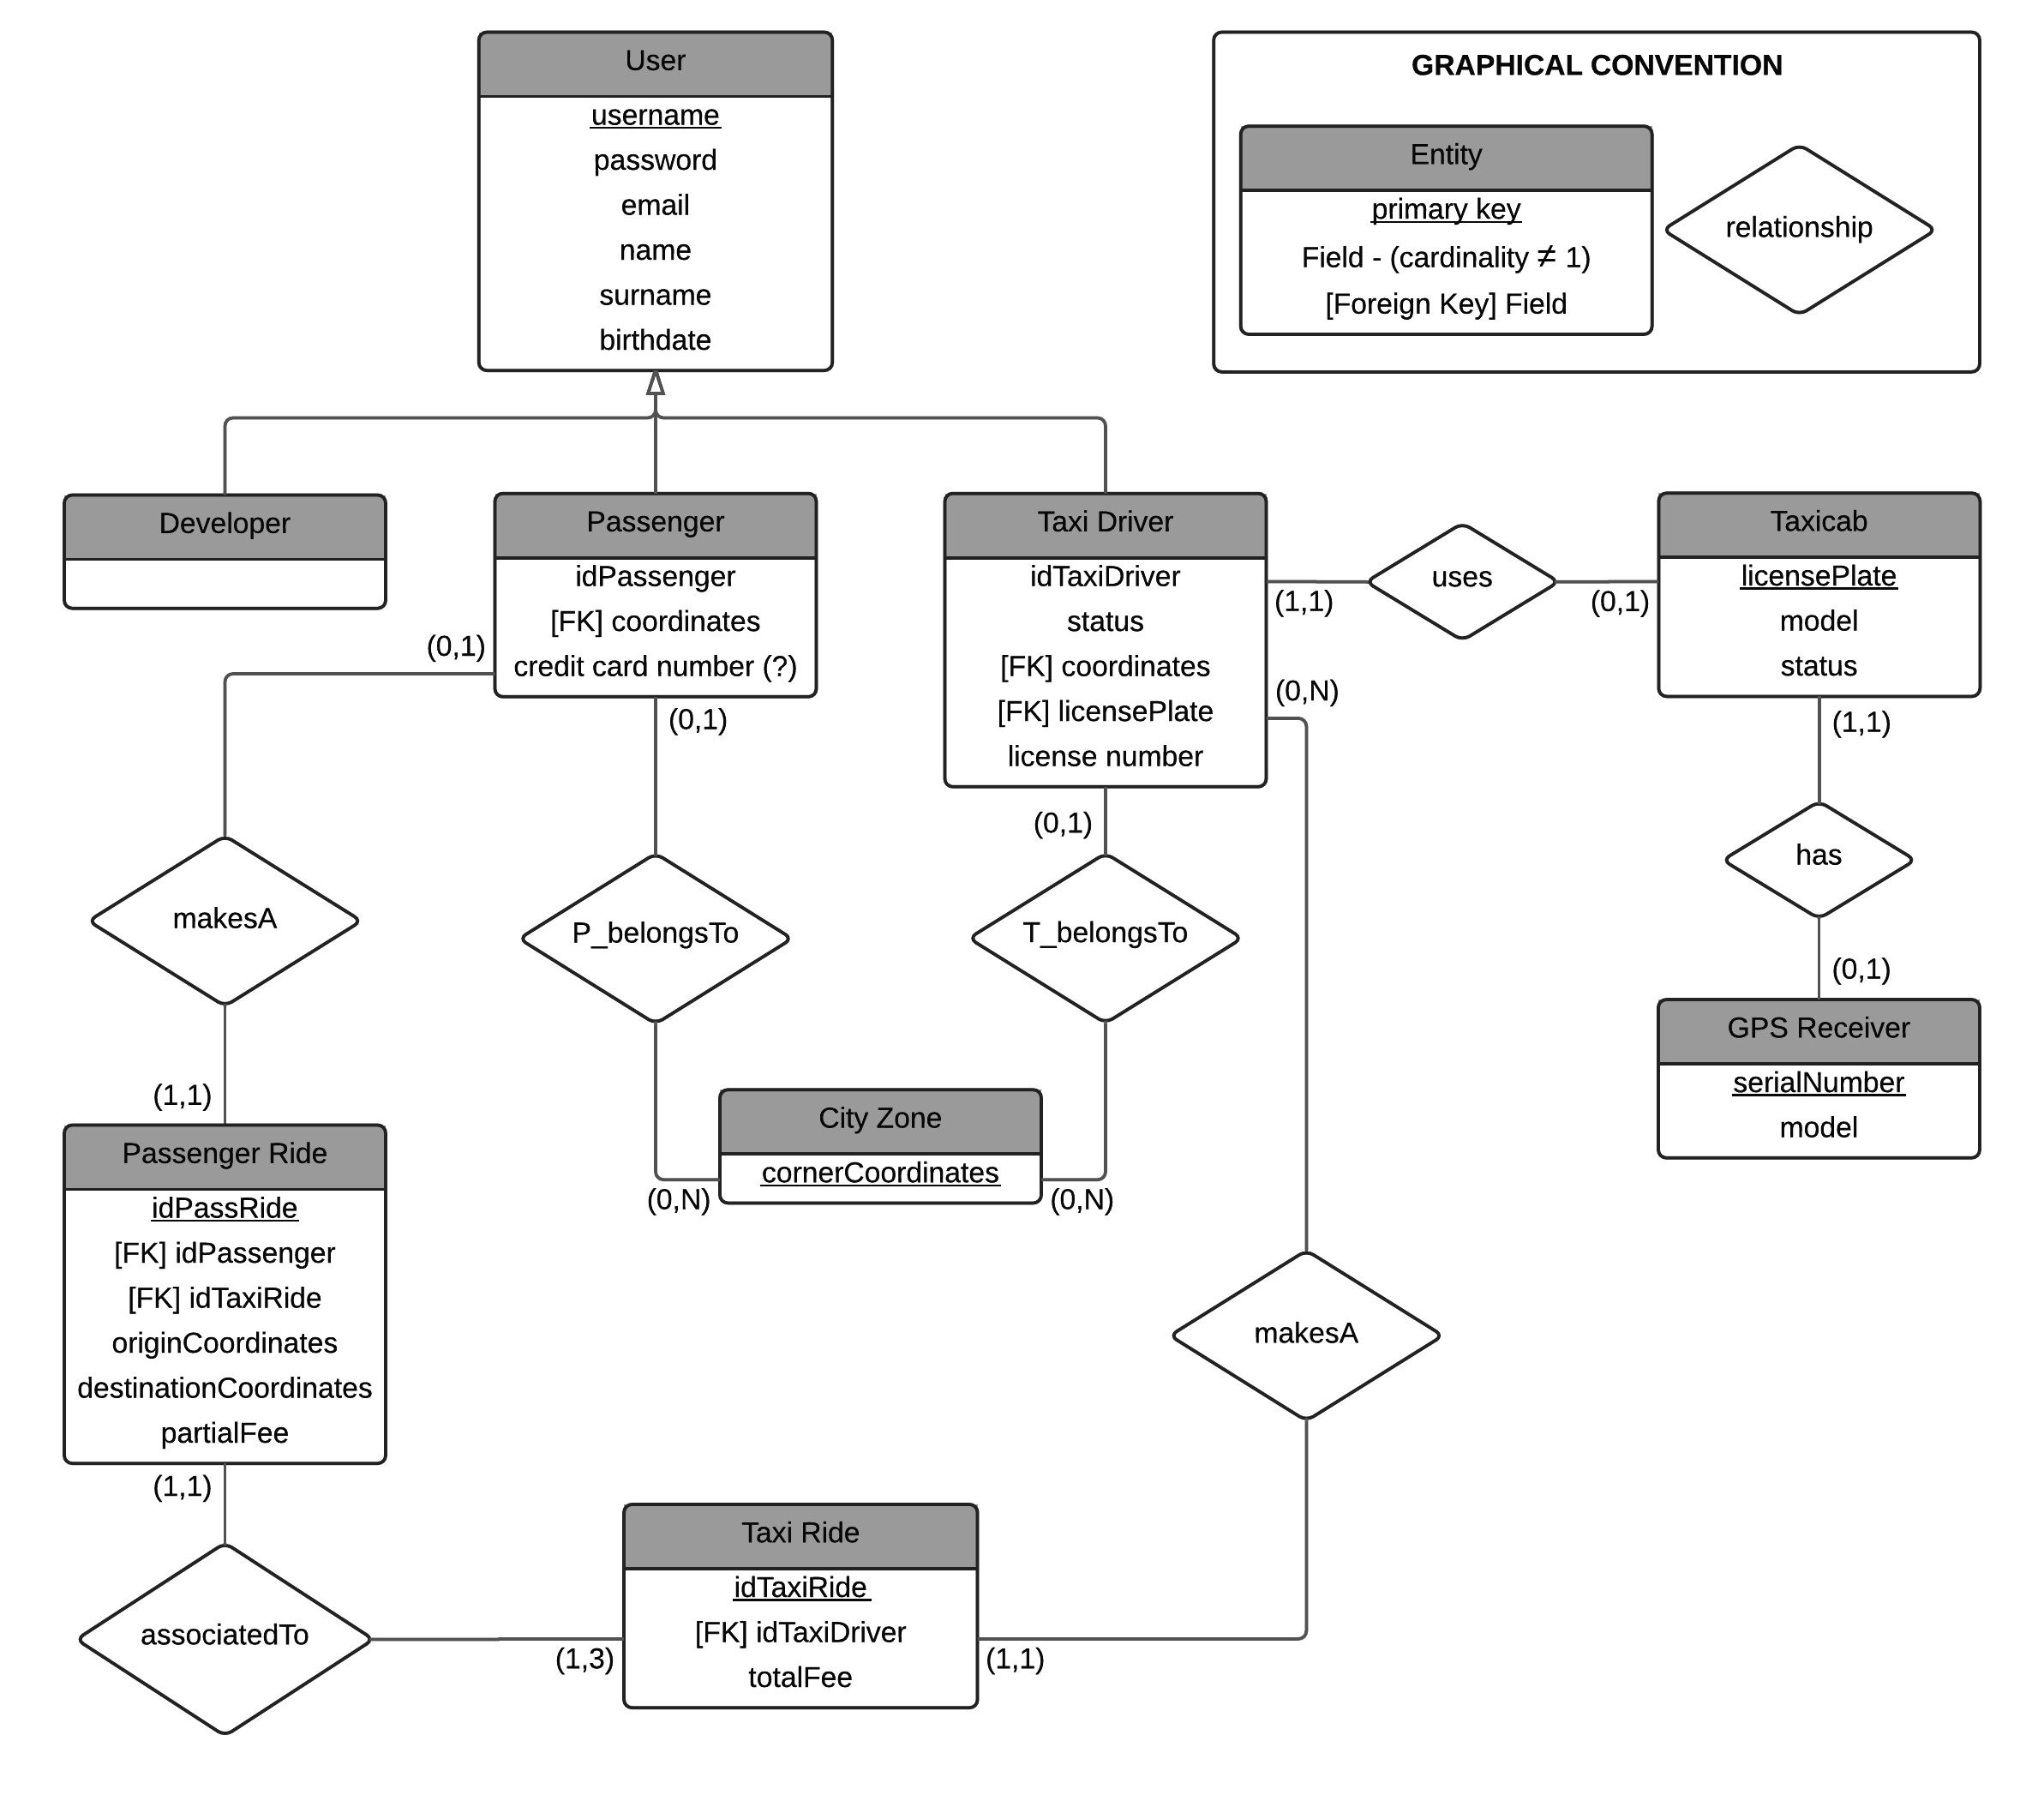 User
username
password
email
name
surname
birthdate
GRAPHICAL CONVENTION
Entity
primary key
Field - (cardinality ≠ 1)
[Foreign Key] Field
relationship
Developer
Passenger
idPassenger
[FK] coordinates
credit card number (?)
Taxi Driver
idTaxiDriver
status
[FK] coordinates
[FK] licensePlate
license number
(1,1)
uses
(0,1)
Taxicab
licensePlate
model
status
(0,1)
(0,1)
(0,N)
(1,1)
(0,1)
has
makesA
P_belongsTo
T_belongsTo
(0,1)
GPS Receiver
serialNumber
model
(1,1)
City Zone
cornerCoordinates
(0,N)
(0,N)
Passenger Ride
idPassRide
[FK] idPassenger
[FK] idTaxiRide
originCoordinates
destinationCoordinates
partialFee
makesA
(1,1)
Taxi Ride
idTaxiRide
[FK] idTaxiDriver
totalFee
associatedTo
(1,3)
(1,1)